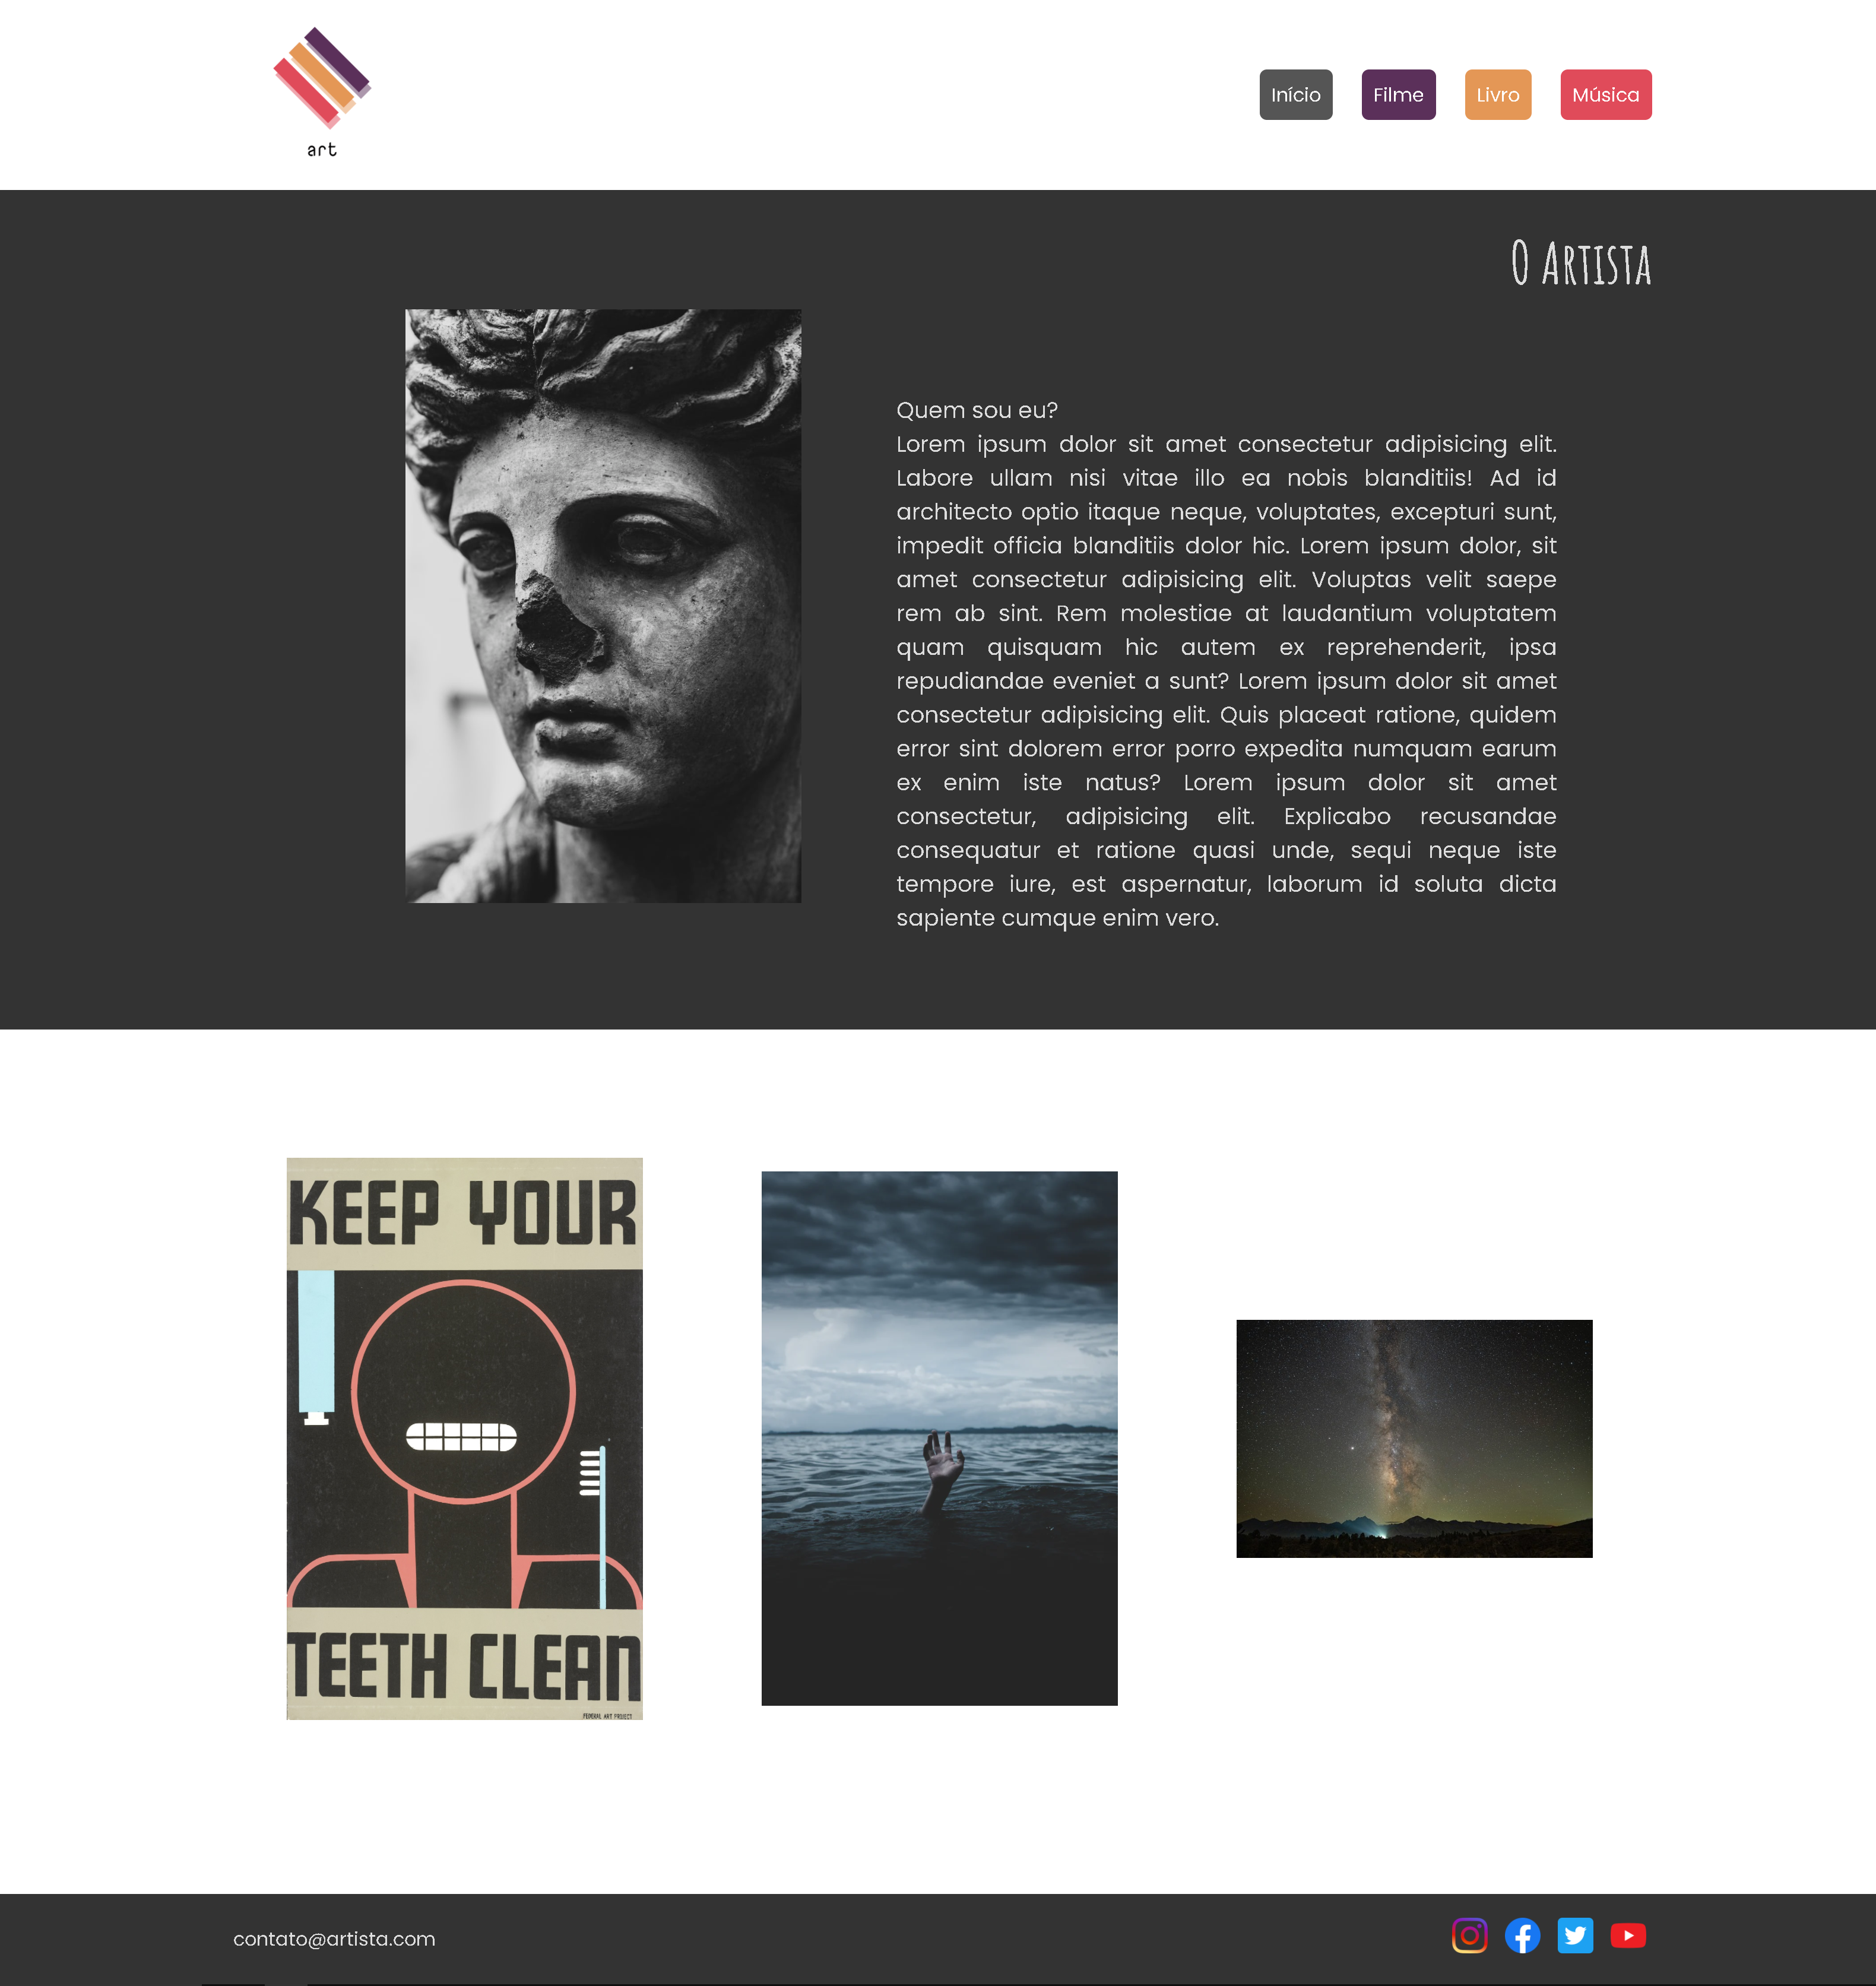 art
Início
Filme
Livro
Música
O Artista
Quem sou eu?
Lorem ipsum dolor sit amet consectetur adipisicing elit.
Labore ullam nisi vitae illo ea nobis blanditiis! Ad id
architecto optio itaque neque, voluptates, excepturi sunt,
impedit officia blanditiis dolor hic. Lorem ipsum dolor, sit
amet consectetur adipisicing elit. Voluptas velit saepe
rem ab sint. Rem molestiae at laudantium voluptatem
quam quisquam hic autem ex reprehenderit, ipsa
repudiandae eveniet a sunt? Lorem ipsum dolor sit amet
consectetur adipisicing elit. Quis placeat ratione, quidem
error sint dolorem error porro expedita numquam earum
ex enim iste natus? Lorem ipsum dolor sit amet
consectetur, adipisicing elit. Explicabo recusandae
consequatur et ratione quasi unde, sequi neque iste
tempore iure, est aspernatur, laborum id soluta dicta
sapiente cumque enim vero.
KEEP YOUR
TEETH CLEAN
FEDERAL ART PROJECT
contato@artista.com